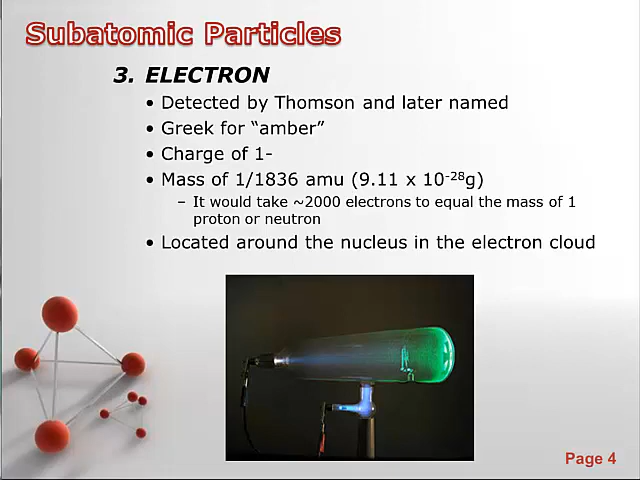 Subatomic Particles
3. ELECTRON
• Detected by Thomson and later named
• Greek for “amber”
• Charge of 1-
• Mass of 1/1836 amu (9.11 x 10⁻²⁸g)
– It would take ~2000 electrons to equal the mass of 1
proton or neutron
• Located around the nucleus in the electron cloud
Page 4